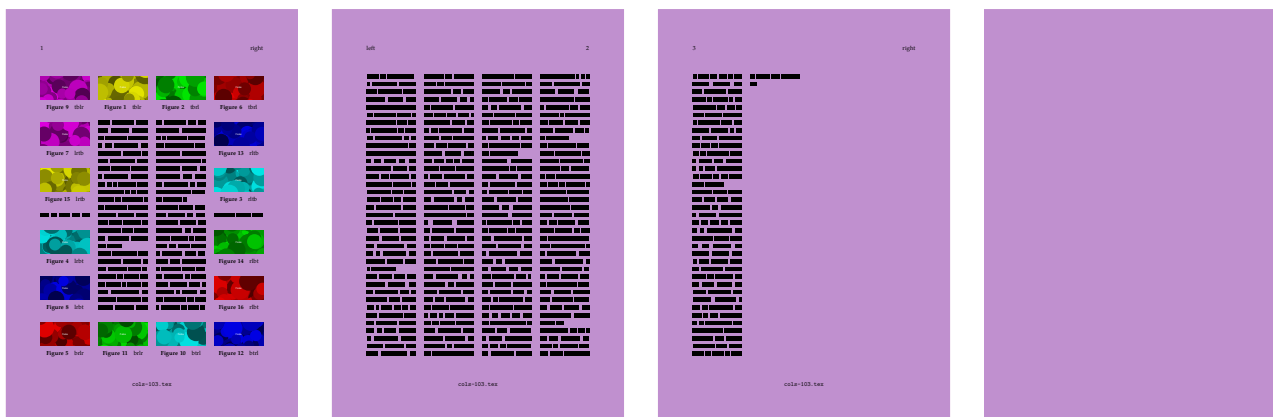 1 right
Figure 9 tblr
Figure 1 tblr
Figure 2 tbrl
Figure 6 tbrl
Figure 7 lrtb
Figure 13 rltb
Figure 15 lrtb
Figure 3 rltb
Figure 4 lrbt
Figure 14 rlbt
Figure 8 lrbt
Figure 16 rlbt
Figure 5 btlr
Figure 11 btlr
Figure 10 btrl
Figure 12 btrl
cols-103.tex
left 2
cols-103.tex
3 right
cols-103.tex